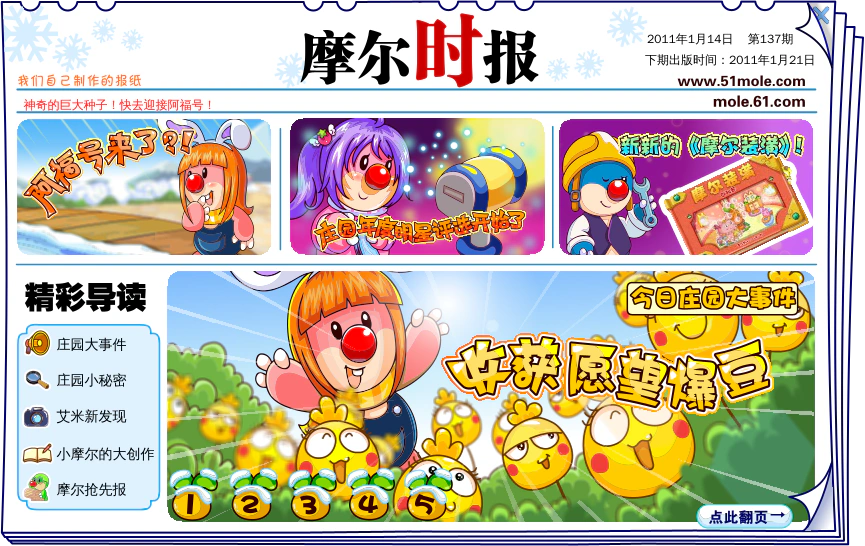 摩尔时报
2011年1月14日 第137期
下期出版时间：2011年1月21日
www.51mole.com
mole.61.com
我们自己制作的报纸
神奇的巨大种子！快去迎接阿福号！
阿福号来了?!
庄园年度明星评选开始了
新新的《摩尔装潢》!
摩尔装潢
精彩导读
庄园大事件
庄园小秘密
艾米新发现
小摩尔的大创作
摩尔抢先报
今日庄园大事件
收获愿望爆豆
1 2 3 4 5
点此翻页→